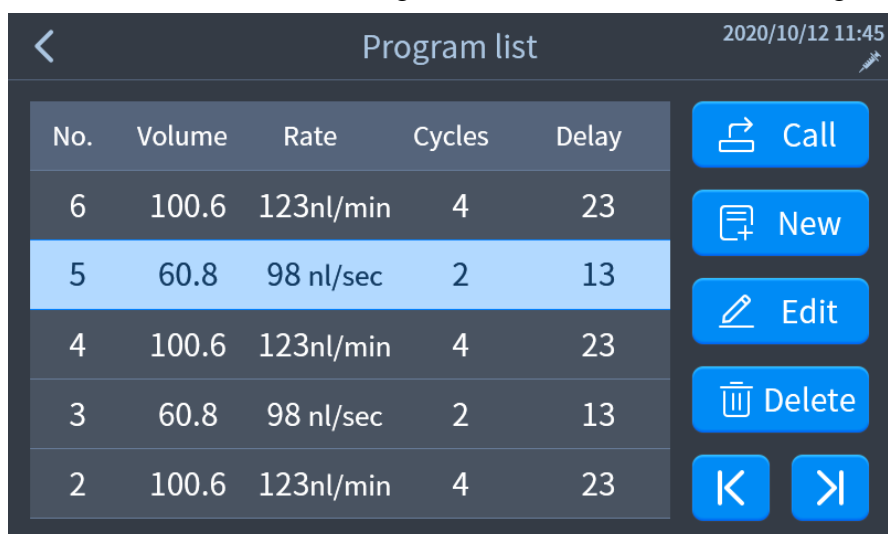 Program list
2020/10/12 11:45
No. Volume Rate Cycles Delay
6 100.6 123nl/min 4 23
5 60.8 98 nl/sec 2 13
4 100.6 123nl/min 4 23
3 60.8 98 nl/sec 2 13
2 100.6 123nl/min 4 23
Call
New
Edit
Delete